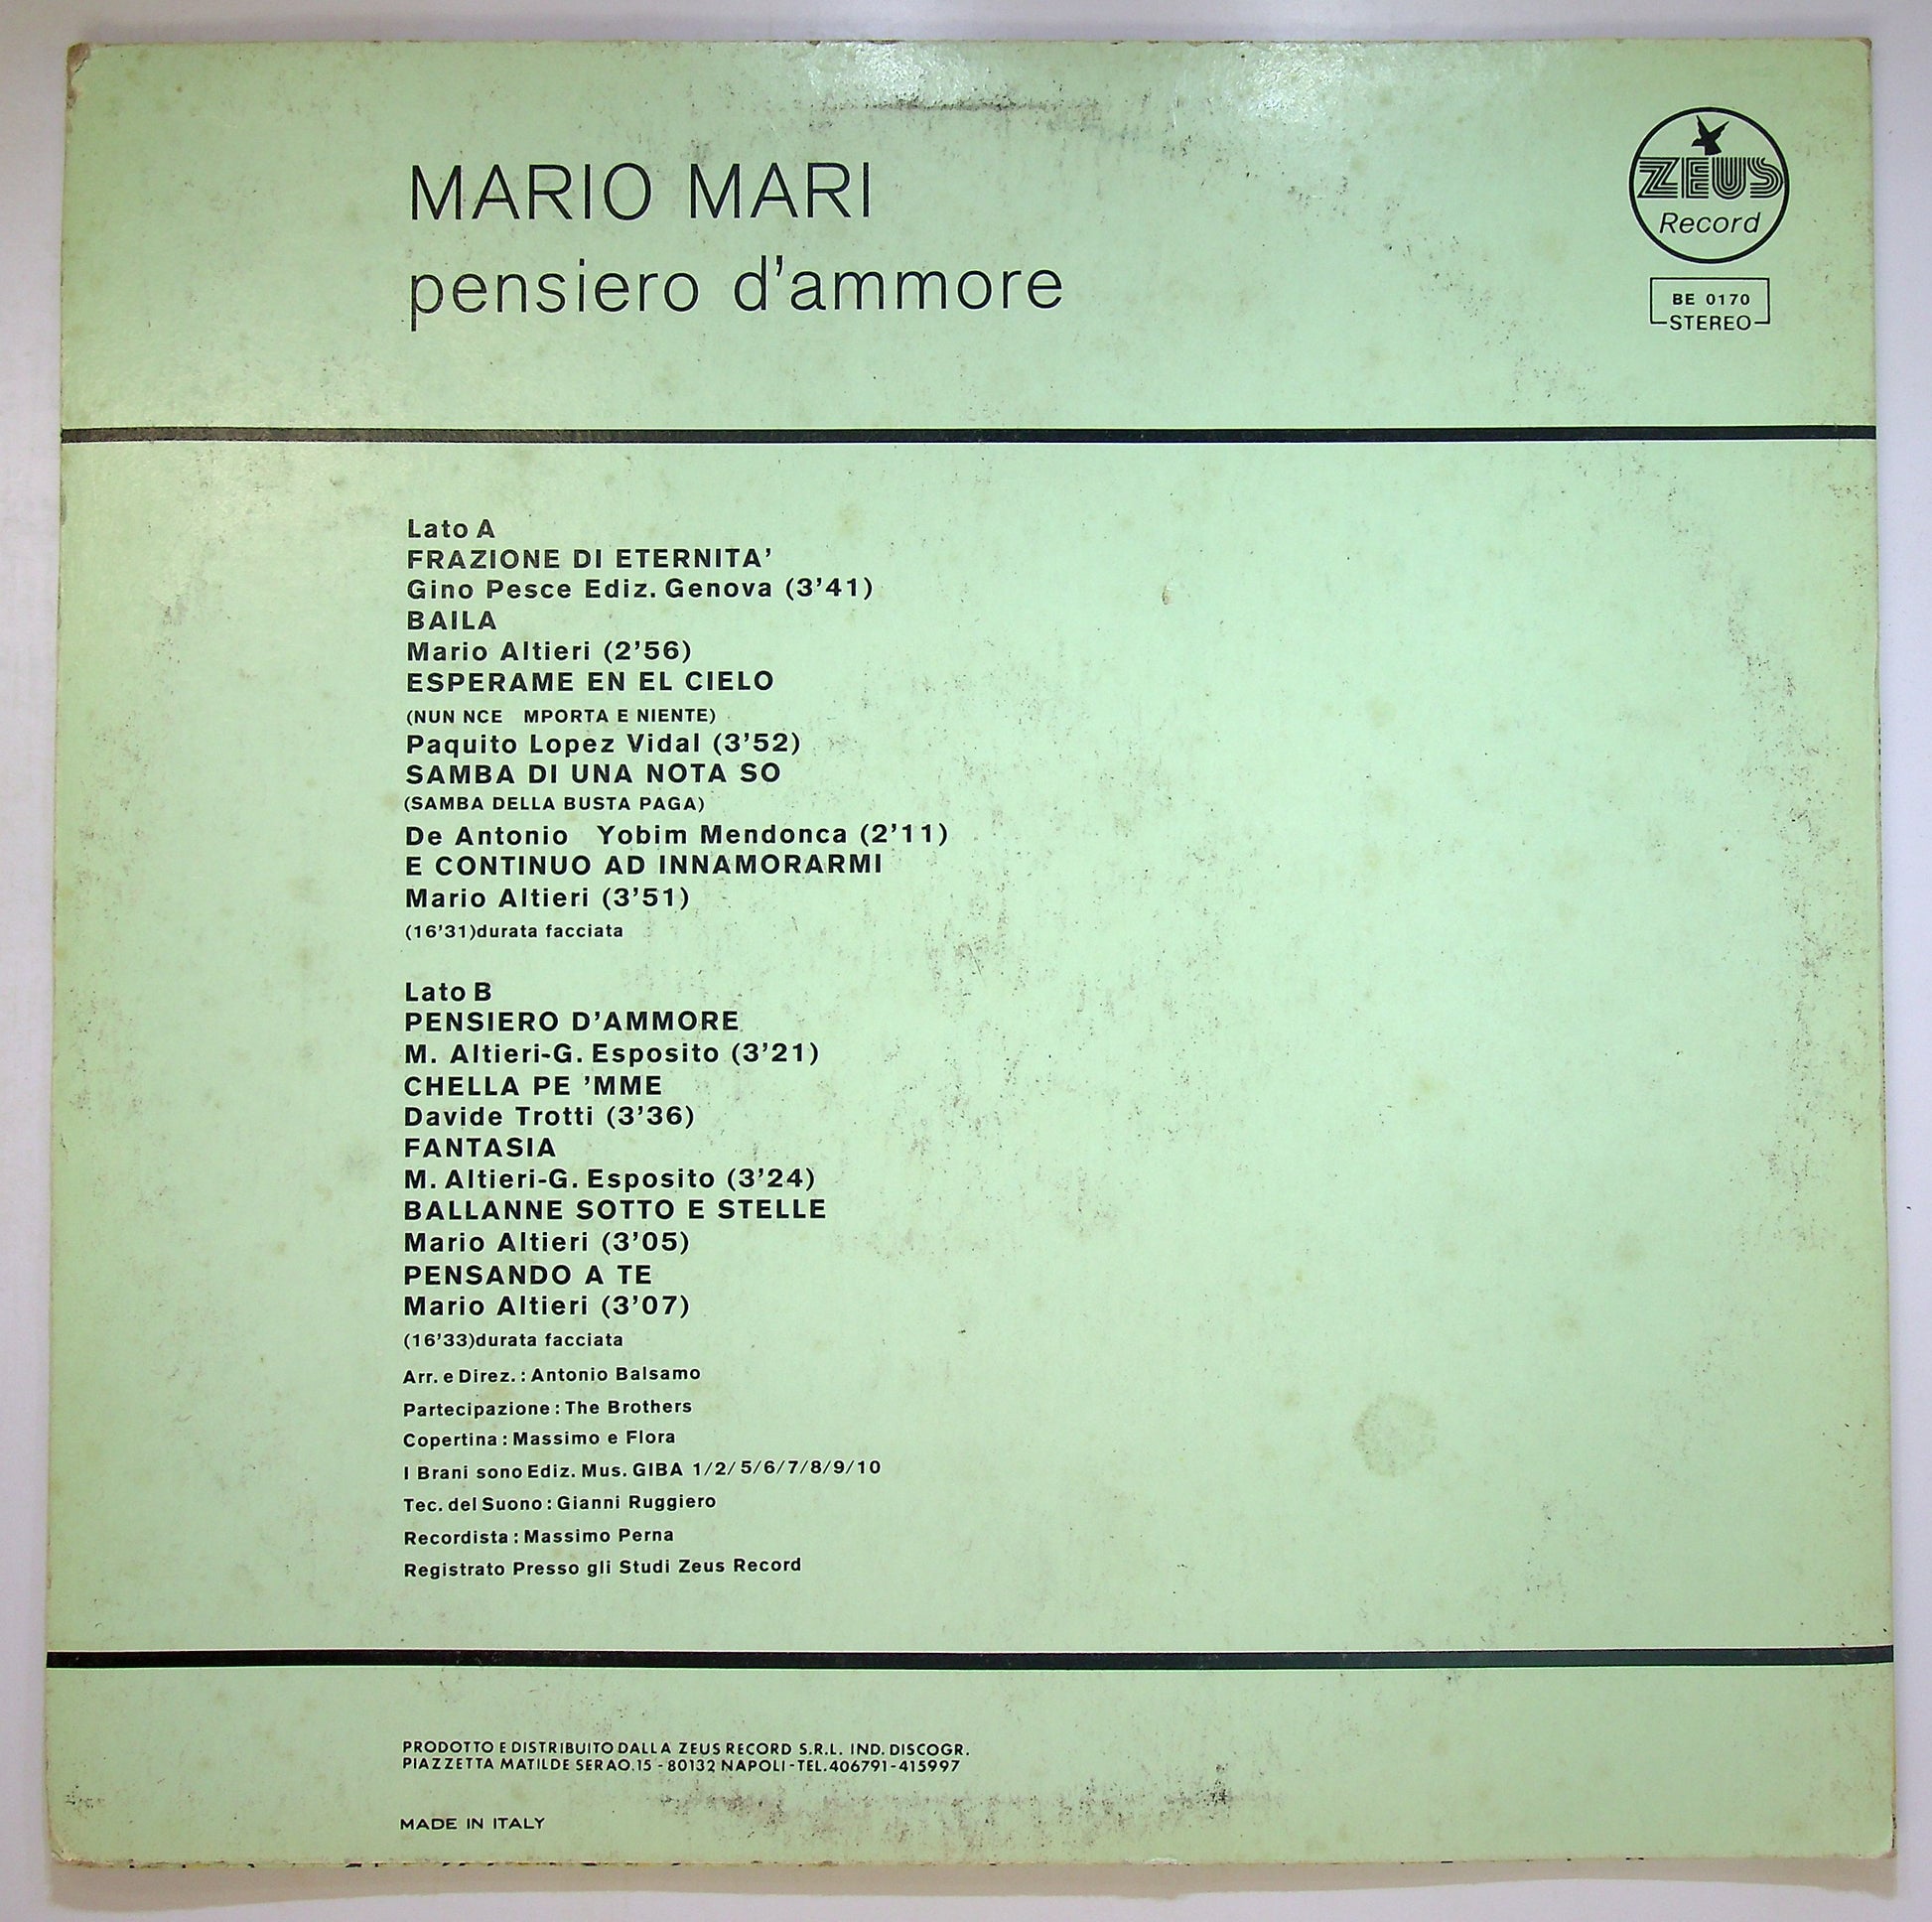 MARIO MARI
pensiero d'ammore
ZEUS
Record
BE 0170
STEREO
Lato A
FRAZIONE DI ETERNITA'
Gino Pesce Ediz. Genova (3'41)
BAILA
Mario Altieri (2'56)
ESPERAME EN EL CIELO
(NUN NCE MPORTA E NIENTE)
Paquito Lopez Vidal (3'52)
SAMBA DI UNA NOTA SO
(SAMBA DELLA BUSTA PAGA)
De Antonio Yobim Mendonca (2'11)
E CONTINUO AD INNAMORARMI
Mario Altieri (3'51)
(16'31)durata facciata
Lato B
PENSIERO D'AMMORE
M. Altieri-G. Esposito (3'21)
CHELLA PE 'MME
Davide Trotti (3'36)
FANTASIA
M. Altieri-G. Esposito (3'24)
BALLANNE SOTTO E STELLE
Mario Altieri (3'05)
PENSANDO A TE
Mario Altieri (3'07)
(16'33)durata facciata
Arr. e Direz. : Antonio Balsamo
Partecipazione : The Brothers
Copertina : Massimo e Flora
I Brani sono Ediz. Mus. GIBA 1/2/5/6/7/8/9/10
Tec. del Suono : Gianni Ruggiero
Recordista : Massimo Perna
Registrato Presso gli Studi Zeus Record
PRODOTTO E DISTRIBUITO DALLA ZEUS RECORD S.R.L. IND. DISCOGR.
PIAZZETTA MATILDE SERAO.15 - 80132 NAPOLI - TEL.406791-415997
MADE IN ITALY